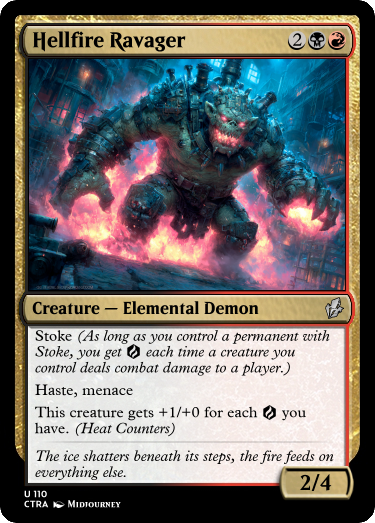 Hellfire Ravager 2
Creature — Elemental Demon
Stoke (As long as you control a permanent with
Stoke, you get each time a creature you
control deals combat damage to a player.)
Haste, menace
This creature gets +1/+0 for each you
have. (Heat Counters)
The ice shatters beneath its steps, the fire feeds on
everything else.
2/4
U 110
CTRA Midjourney